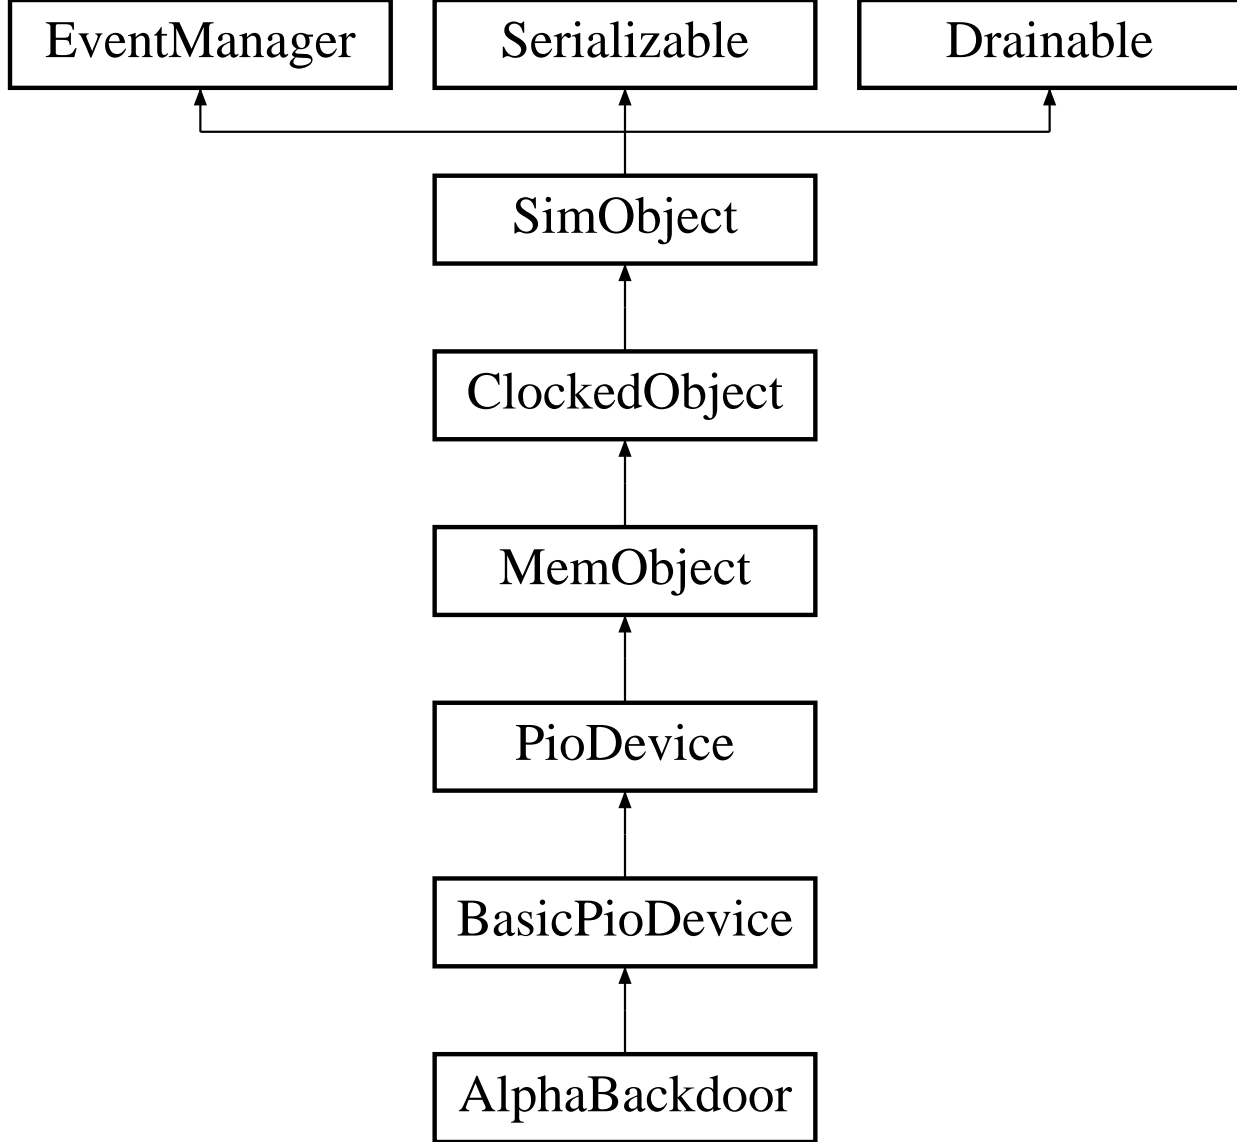 EventManager
Serializable
Drainable
SimObject
ClockedObject
MemObject
PioDevice
BasicPioDevice
AlphaBackdoor